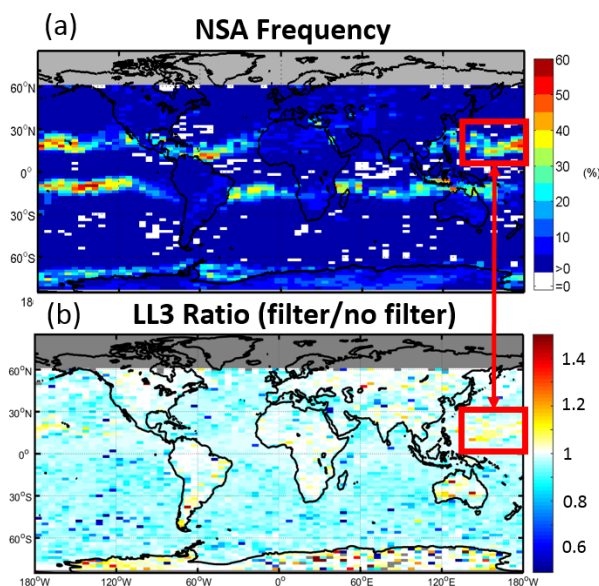 (a) NSA Frequency
60°N
30°N
0°
30°S
60°S
18
60
50
40
30
20
10
>0
=0
(%)
(b) LL3 Ratio (filter/no filter)
60°N
30°N
0°
30°S
60°S
180°W
120°W
60°W
0°
60°E
120°E
180°W
1.4
1.2
1
0.8
0.6